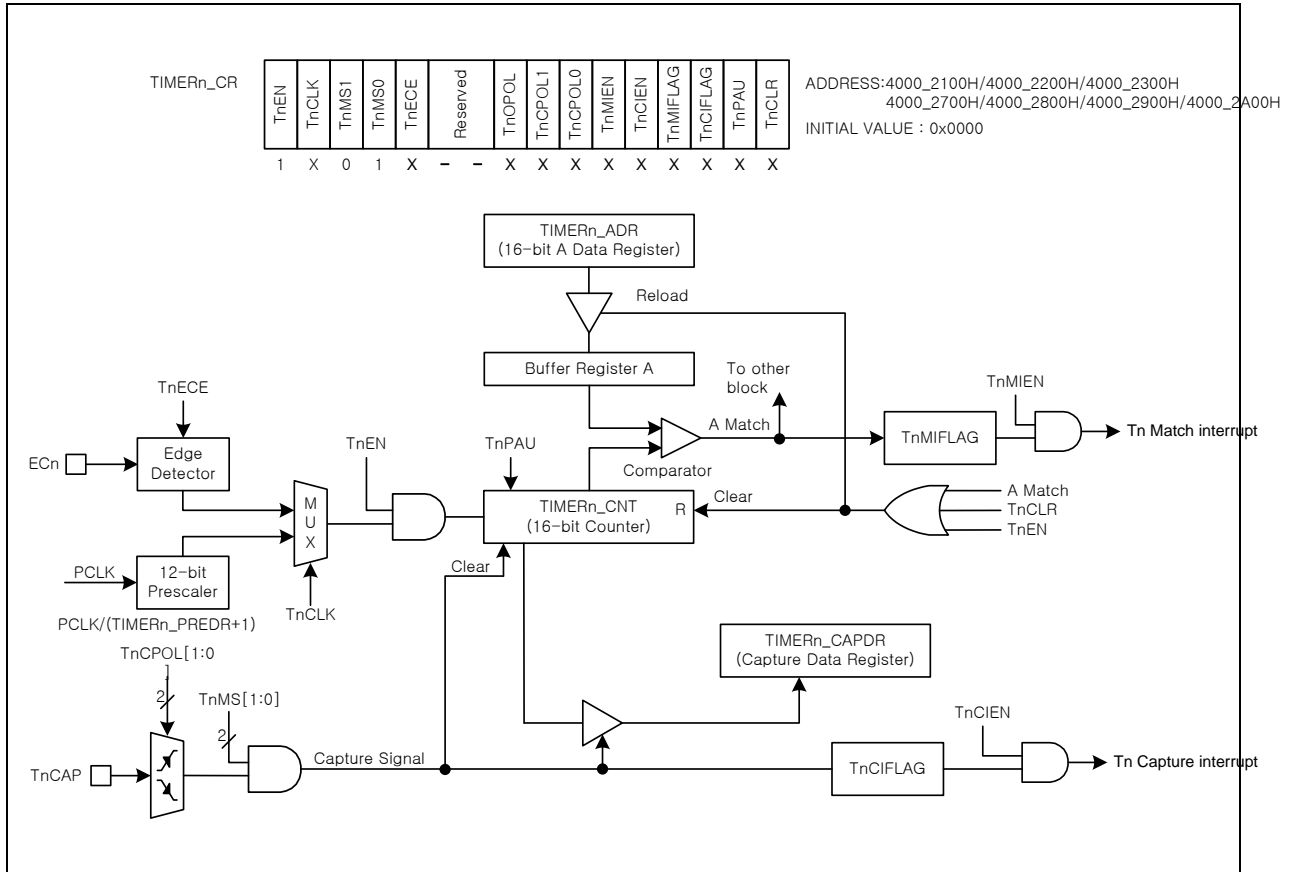 TIMERn_CR
TnEN
TnCLK
TnMS1
TnMS0
TnECE
Reserved
TnOPOL
TnCPOL1
TnCPOL0
TnMIEN
TnCIEN
TnMIFLAG
TnCIFLAG
TnPAU
TnCLR
1 X 0 1 X - - X X X X X X X X X
ADDRESS:4000_2100H/4000_2200H/4000_2300H
4000_2700H/4000_2800H/4000_2900H/4000_2A00H
INITIAL VALUE : 0x0000
TIMERn_ADR
(16-bit A Data Register)
Reload
Buffer Register A
To other
block
TnECE
TnMIEN
A Match
TnMIFLAG
Tn Match interrupt
TnEN
TnPAU
ECn
Edge
Detector
Comparator
M
U
X
TIMERn_CNT
(16-bit Counter)
R
Clear
A Match
TnCLR
TnEN
PCLK
12-bit
Prescaler
Clear
TnCLK
PCLK/(TIMERn_PREDR+1)
TnCPOL[1:0
]
TIMERn_CAPDR
(Capture Data Register)
2
TnMS[1:0]
2
TnCIEN
TnCAP
Capture Signal
TnCIFLAG
Tn Capture interrupt